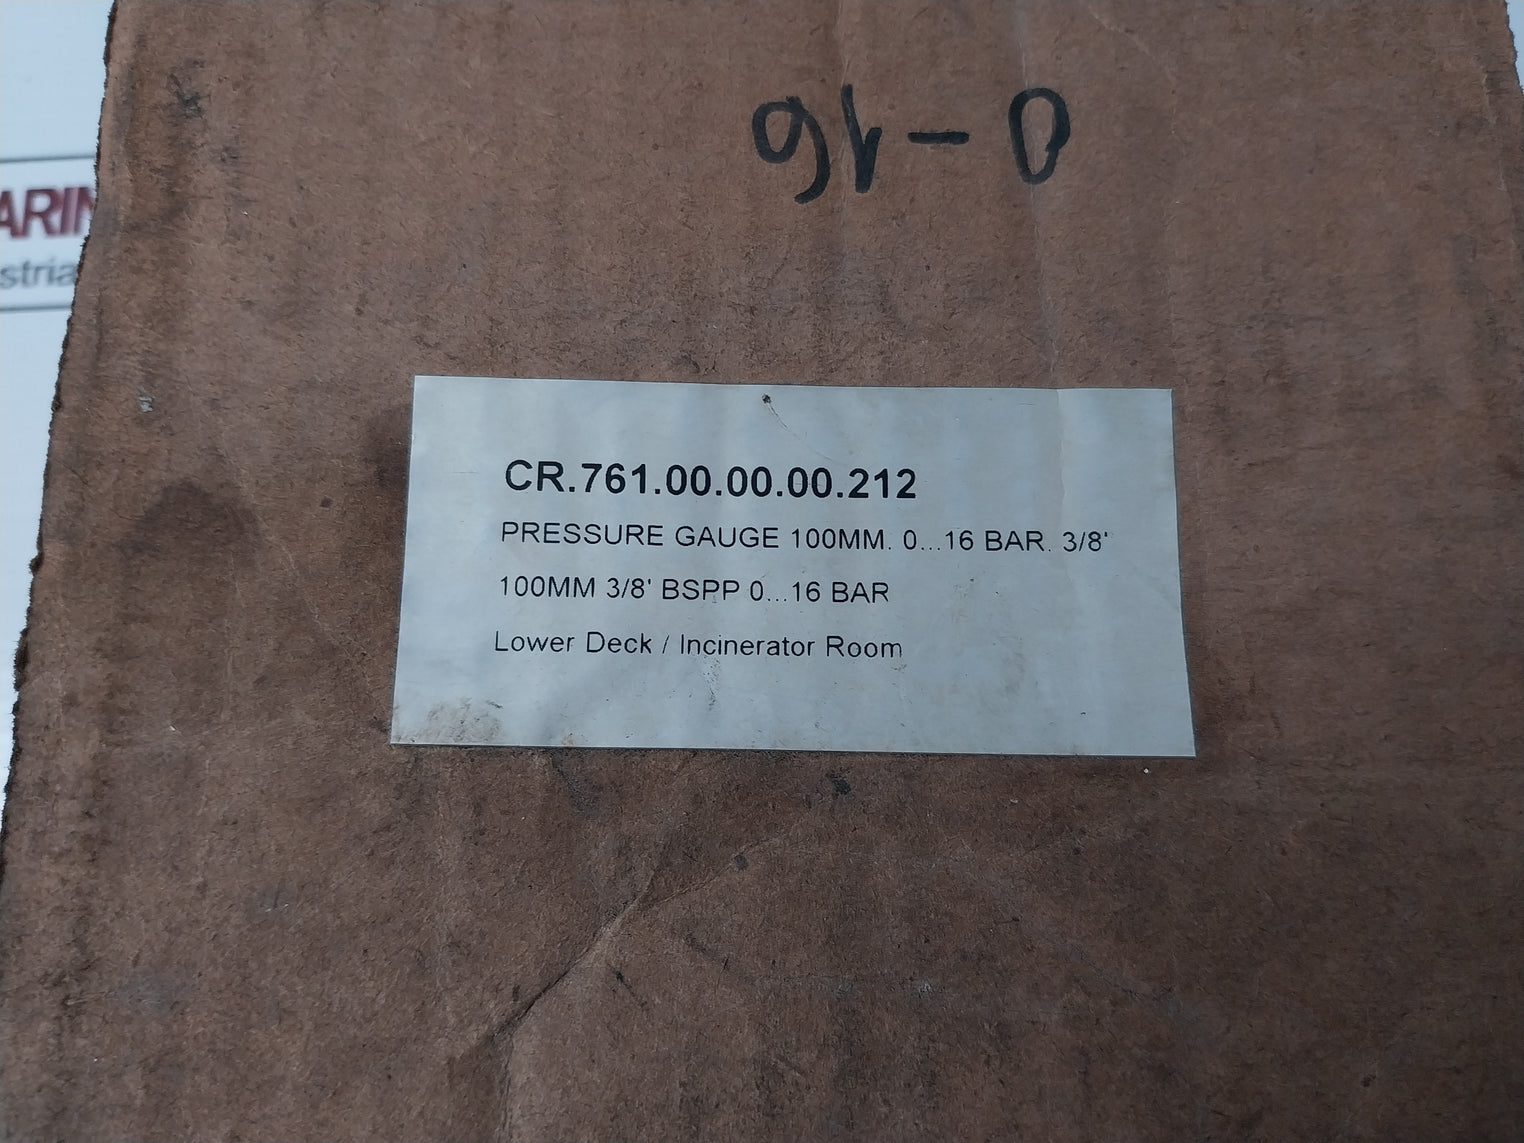 0-16
ARIN
stria
CR.761.00.00.00.212
PRESSURE GAUGE 100MM. 0...16 BAR. 3/8'
100MM 3/8' BSPP 0...16 BAR
Lower Deck / Incinerator Room